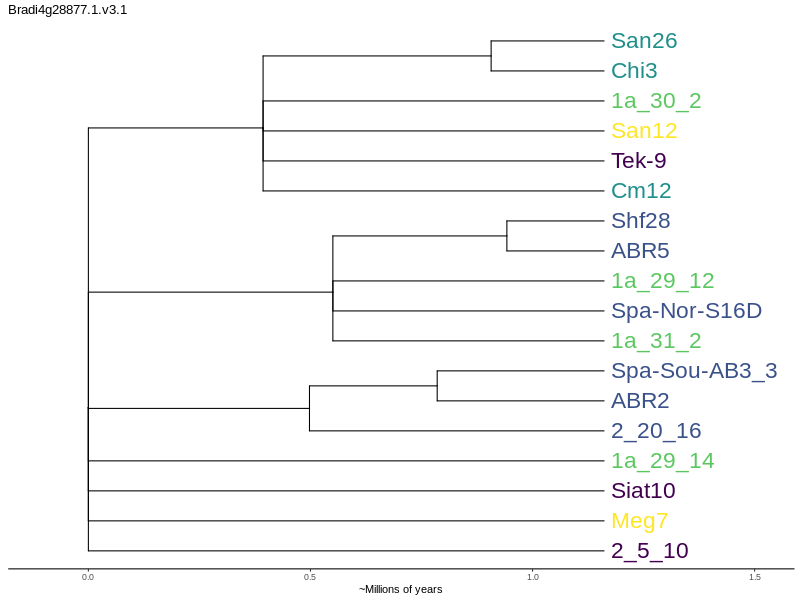 Bradi4g28877.1.v3.1
San26
Chi3
1a_30_2
San12
Tek-9
Cm12
Shf28
ABR5
1a_29_12
Spa-Nor-S16D
1a_31_2
Spa-Sou-AB3_3
ABR2
2_20_16
1a_29_14
Siat10
Meg7
2_5_10
0.0 0.5 1.0 1.5
~Millions of years